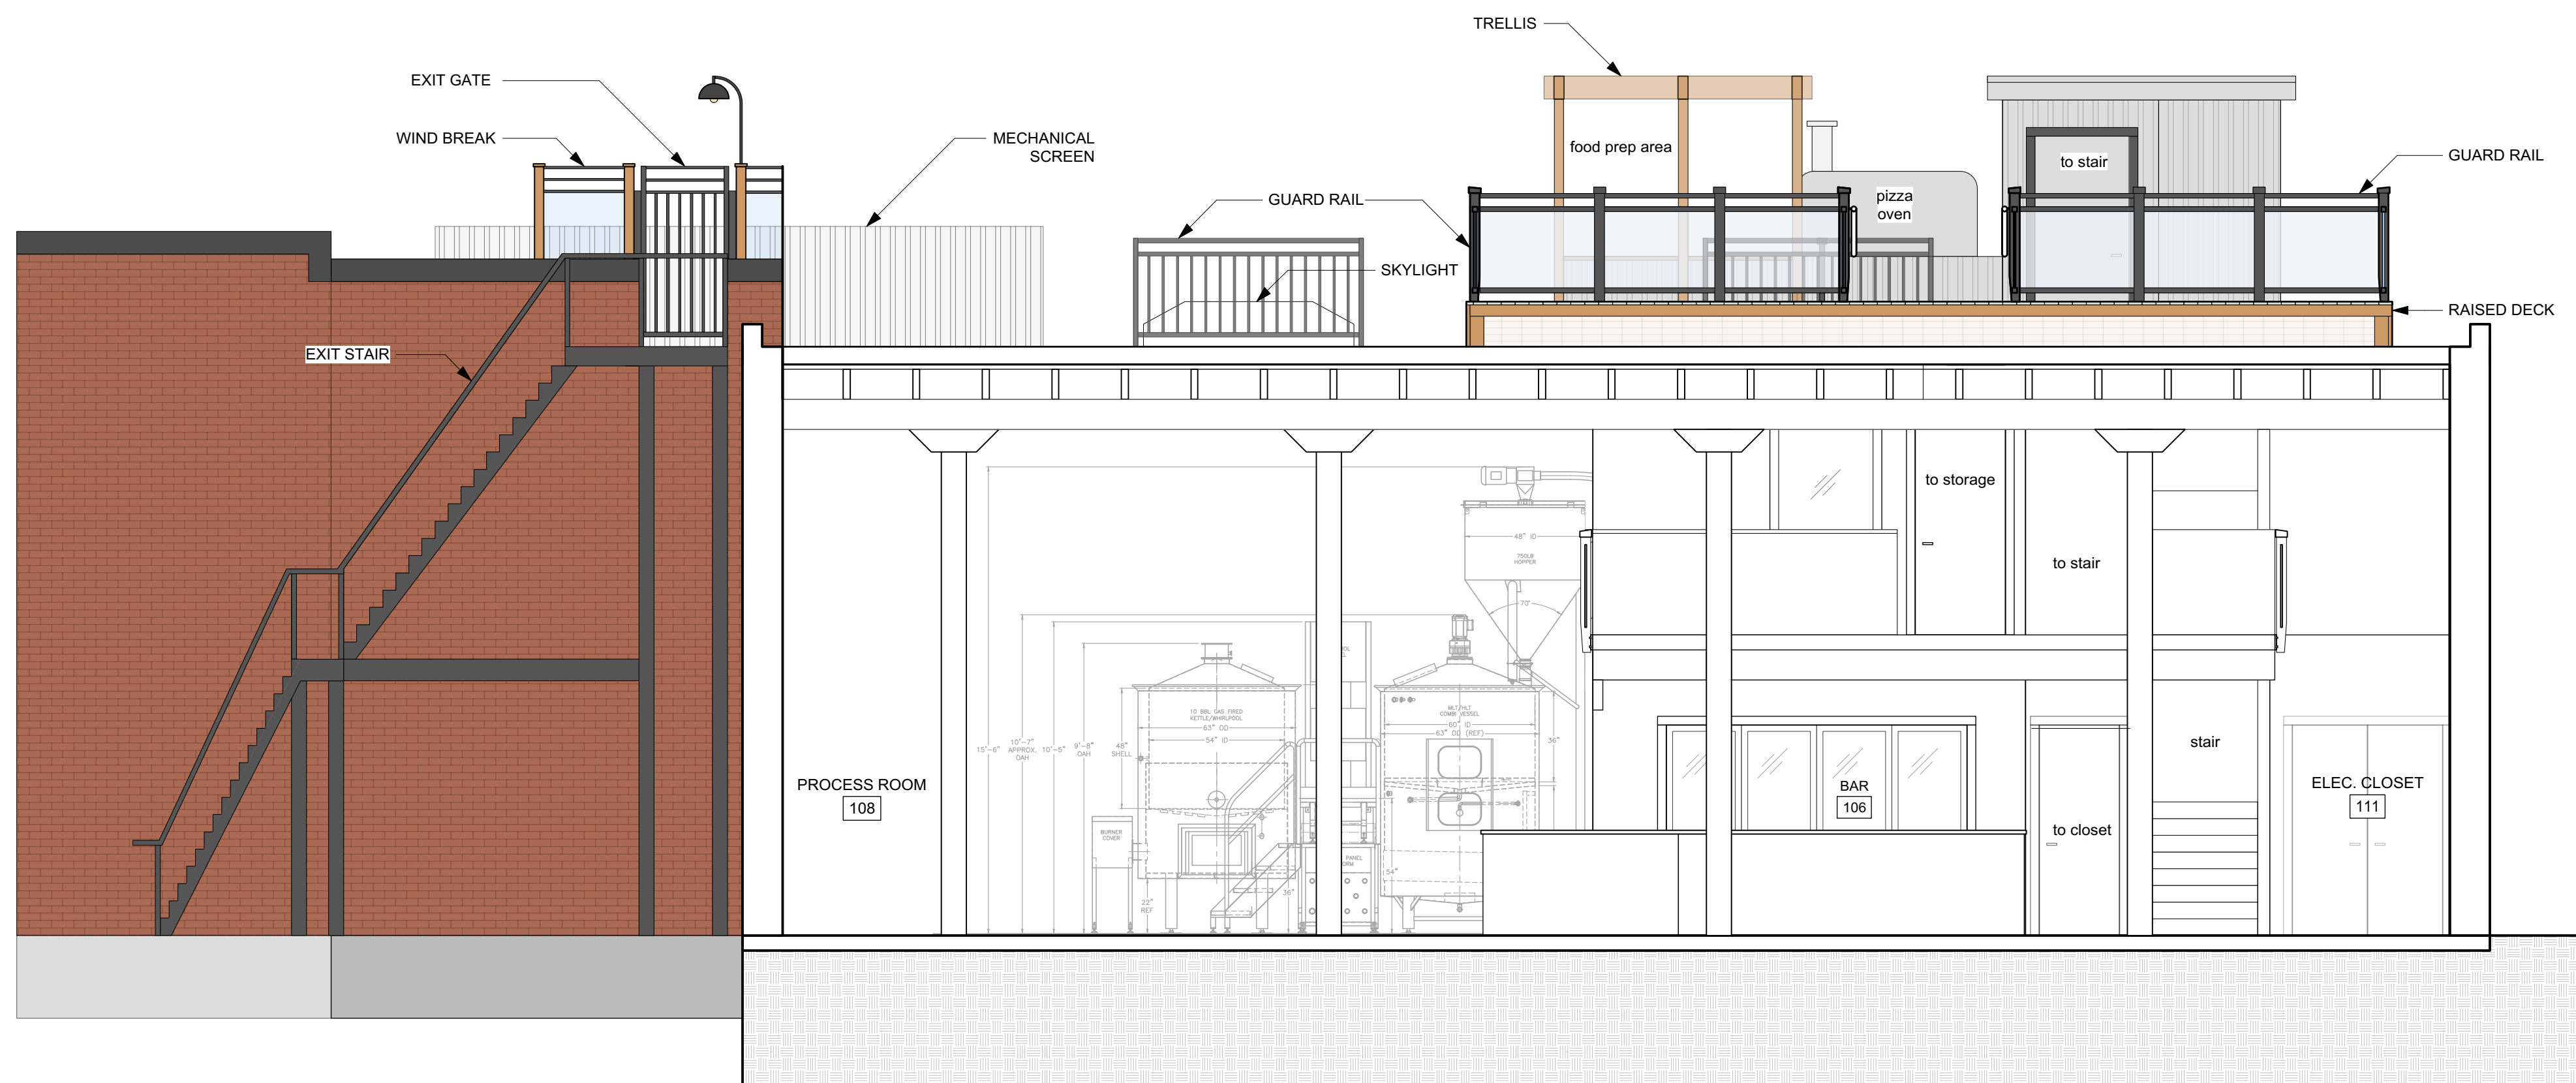 TRELLIS
EXIT GATE
WIND BREAK
MECHANICAL
SCREEN
food prep area
to stair
GUARD RAIL
pizza
oven
GUARD RAIL
SKYLIGHT
RAISED DECK
EXIT STAIR
to storage
48" ID
750LB
HOPPER
to stair
70°
10 BBL GAS FIRED
KETTLE/WHIRLPOOL
63" OD
54" ID
MLT/HLT
COMBI VESSEL
60" ID
63" OD (REF)
36"
15'-6"
10'-7"
APPROX.
OAH
10'-5"
9'-8"
OAH
48"
SHELL
stair
PROCESS ROOM
108
BAR
106
ELEC. CLOSET
111
BURNER
COVER
to closet
PANEL
54"
36"
22"
REF